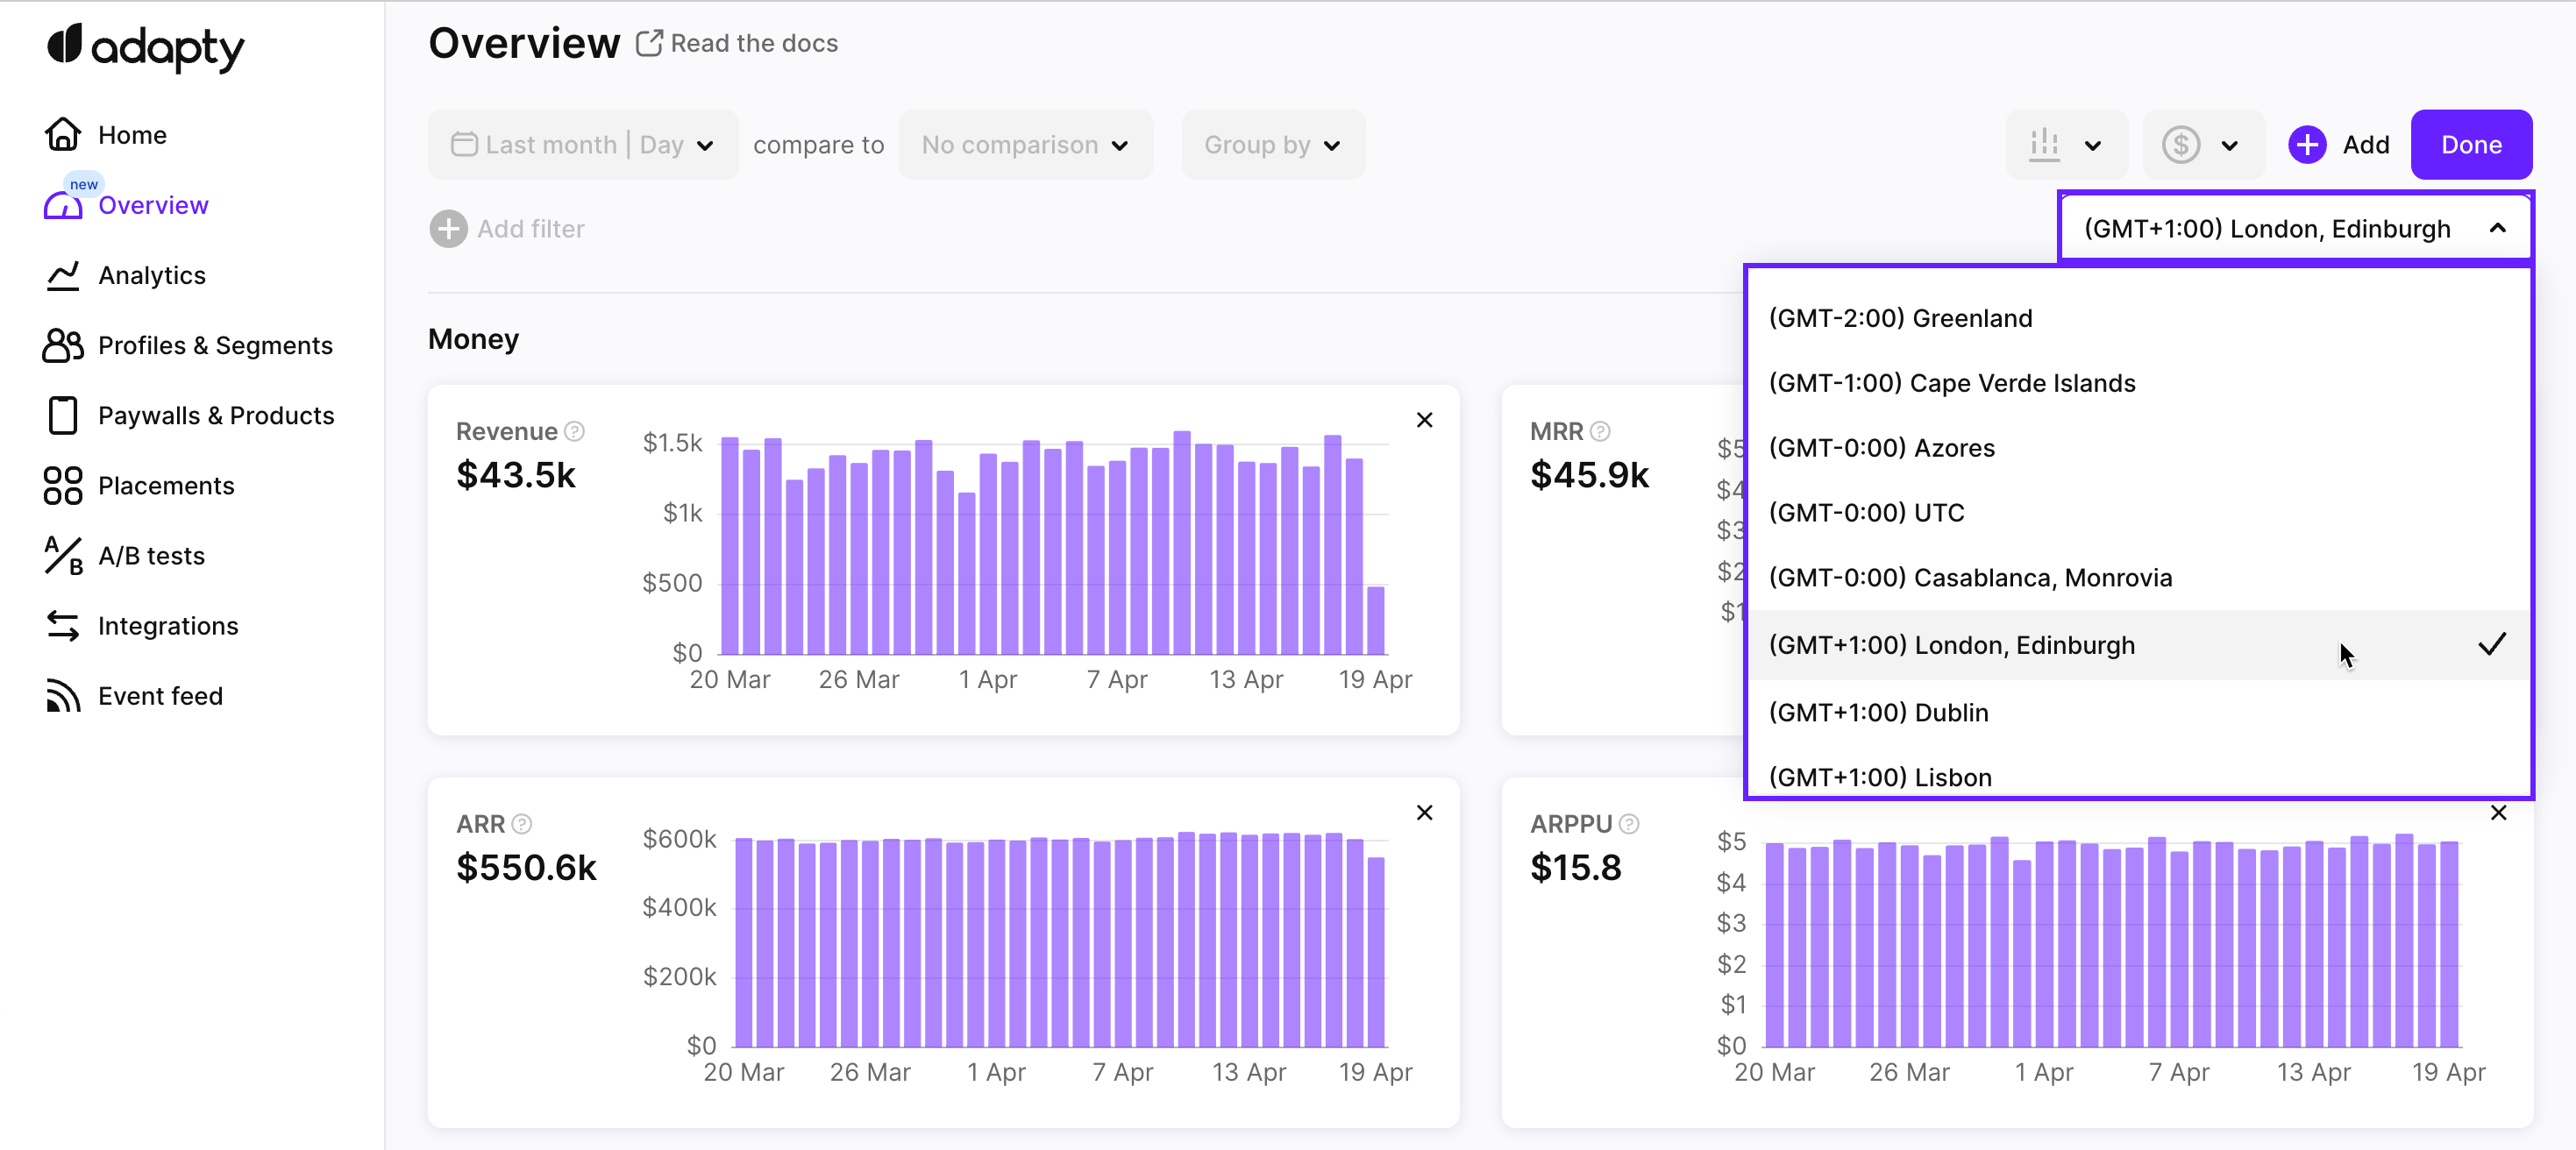 adapty
Home
new
Overview
Analytics
Profiles & Segments
Paywalls & Products
Placements
A/B tests
Integrations
Event feed
Overview Read the docs
Last month | Day compare to No comparison Group by
$ Add Done
Add filter
(GMT+1:00) London, Edinburgh
(GMT-2:00) Greenland
(GMT-1:00) Cape Verde Islands
(GMT-0:00) Azores
(GMT-0:00) UTC
(GMT-0:00) Casablanca, Monrovia
(GMT+1:00) London, Edinburgh
(GMT+1:00) Dublin
(GMT+1:00) Lisbon
Money
Revenue ?
$43.5k
$1.5k
$1k
$500
$0
20 Mar 26 Mar 1 Apr 7 Apr 13 Apr 19 Apr
MRR ?
$45.9k
$5
$4
$3
$2
$1
ARR ?
$550.6k
$600k
$400k
$200k
$0
20 Mar 26 Mar 1 Apr 7 Apr 13 Apr 19 Apr
ARPPU ?
$15.8
$5
$4
$3
$2
$1
$0
20 Mar 26 Mar 1 Apr 7 Apr 13 Apr 19 Apr